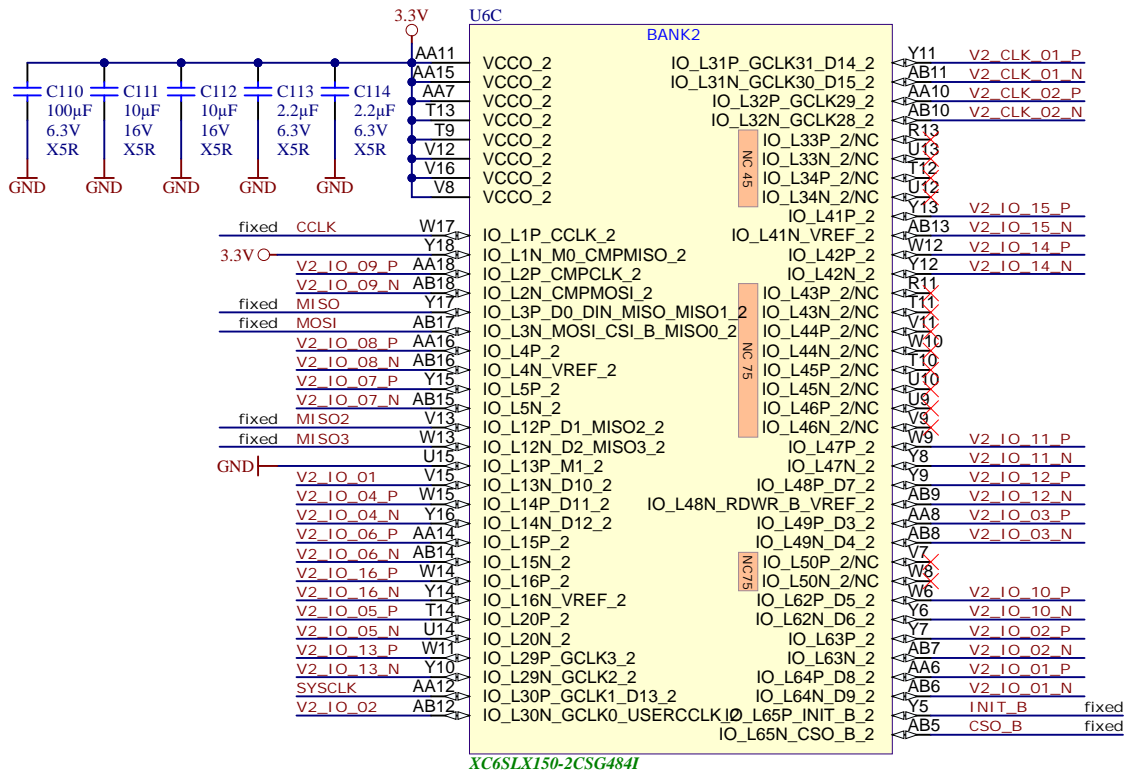 3.3V
U6C
BANK2
C110
100µF
6.3V
X5R
GND
C111
10µF
16V
X5R
GND
C112
10µF
16V
X5R
GND
C113
2.2µF
6.3V
X5R
GND
C114
2.2µF
6.3V
X5R
GND
AA11 VCCO_2
AA15 VCCO_2
AA7 VCCO_2
T13 VCCO_2
T9 VCCO_2
V12 VCCO_2
V16 VCCO_2
V8 VCCO_2
fixed CCLK W17 IO_L1P_CCLK_2
3.3V Y18 IO_L1N_M0_CMPMISO_2
V2_IO_09_P AA18 IO_L2P_CMPCLK_2
V2_IO_09_N AB18 IO_L2N_CMPMOSI_2
fixed MISO Y17 IO_L3P_D0_DIN_MISO_MISO1_2
fixed MOSI AB17 IO_L3N_MOSI_CSI_B_MISO0_2
V2_IO_08_P AA16 IO_L4P_2
V2_IO_08_N AB16 IO_L4N_VREF_2
V2_IO_07_P Y15 IO_L5P_2
V2_IO_07_N AB15 IO_L5N_2
fixed MISO2 V13 IO_L12P_D1_MISO2_2
fixed MISO3 W13 IO_L12N_D2_MISO3_2
GND U15 IO_L13P_M1_2
V2_IO_01 V15 IO_L13N_D10_2
V2_IO_04_P W15 IO_L14P_D11_2
V2_IO_04_N Y16 IO_L14N_D12_2
V2_IO_06_P AA14 IO_L15P_2
V2_IO_06_N AB14 IO_L15N_2
V2_IO_16_P W14 IO_L16P_2
V2_IO_16_N Y14 IO_L16N_VREF_2
V2_IO_05_P T14 IO_L20P_2
V2_IO_05_N U14 IO_L20N_2
V2_IO_13_P W11 IO_L29P_GCLK3_2
V2_IO_13_N Y10 IO_L29N_GCLK2_2
SYSCLK AA12 IO_L30P_GCLK1_D13_2
V2_IO_02 AB12 IO_L30N_GCLK0_USERCCLK_2
IO_L31P_GCLK31_D14_2 Y11 V2_CLK_01_P
IO_L31N_GCLK30_D15_2 AB11 V2_CLK_01_N
IO_L32P_GCLK29_2 AA10 V2_CLK_02_P
IO_L32N_GCLK28_2 AB10 V2_CLK_02_N
NC 45
IO_L33P_2/NC R13
IO_L33N_2/NC U13
IO_L34P_2/NC T12
IO_L34N_2/NC U12
IO_L41P_2 Y13 V2_IO_15_P
IO_L41N_VREF_2 AB13 V2_IO_15_N
IO_L42P_2 W12 V2_IO_14_P
IO_L42N_2 Y12 V2_IO_14_N
NC 75
IO_L43P_2/NC R11
IO_L43N_2/NC T11
IO_L44P_2/NC V11
IO_L44N_2/NC W10
IO_L45P_2/NC T10
IO_L45N_2/NC U10
IO_L46P_2/NC U9
IO_L46N_2/NC V9
IO_L47P_2 W9 V2_IO_11_P
IO_L47N_2 Y8 V2_IO_11_N
IO_L48P_D7_2 Y9 V2_IO_12_P
IO_L48N_RDWR_B_VREF_2 AB9 V2_IO_12_N
IO_L49P_D3_2 AA8 V2_IO_03_P
IO_L49N_D4_2 AB8 V2_IO_03_N
NC75
IO_L50P_2/NC V7
IO_L50N_2/NC W8
IO_L62P_D5_2 W6 V2_IO_10_P
IO_L62N_D6_2 Y6 V2_IO_10_N
IO_L63P_2 Y7 V2_IO_02_P
IO_L63N_2 AB7 V2_IO_02_N
IO_L64P_D8_2 AA6 V2_IO_01_P
IO_L64N_D9_2 AB6 V2_IO_01_N
IO_L65P_INIT_B_2 Y5 INIT_B fixed
IO_L65N_CSO_B_2 AB5 CSO_B fixed
XC6SLX150-2CSG484I